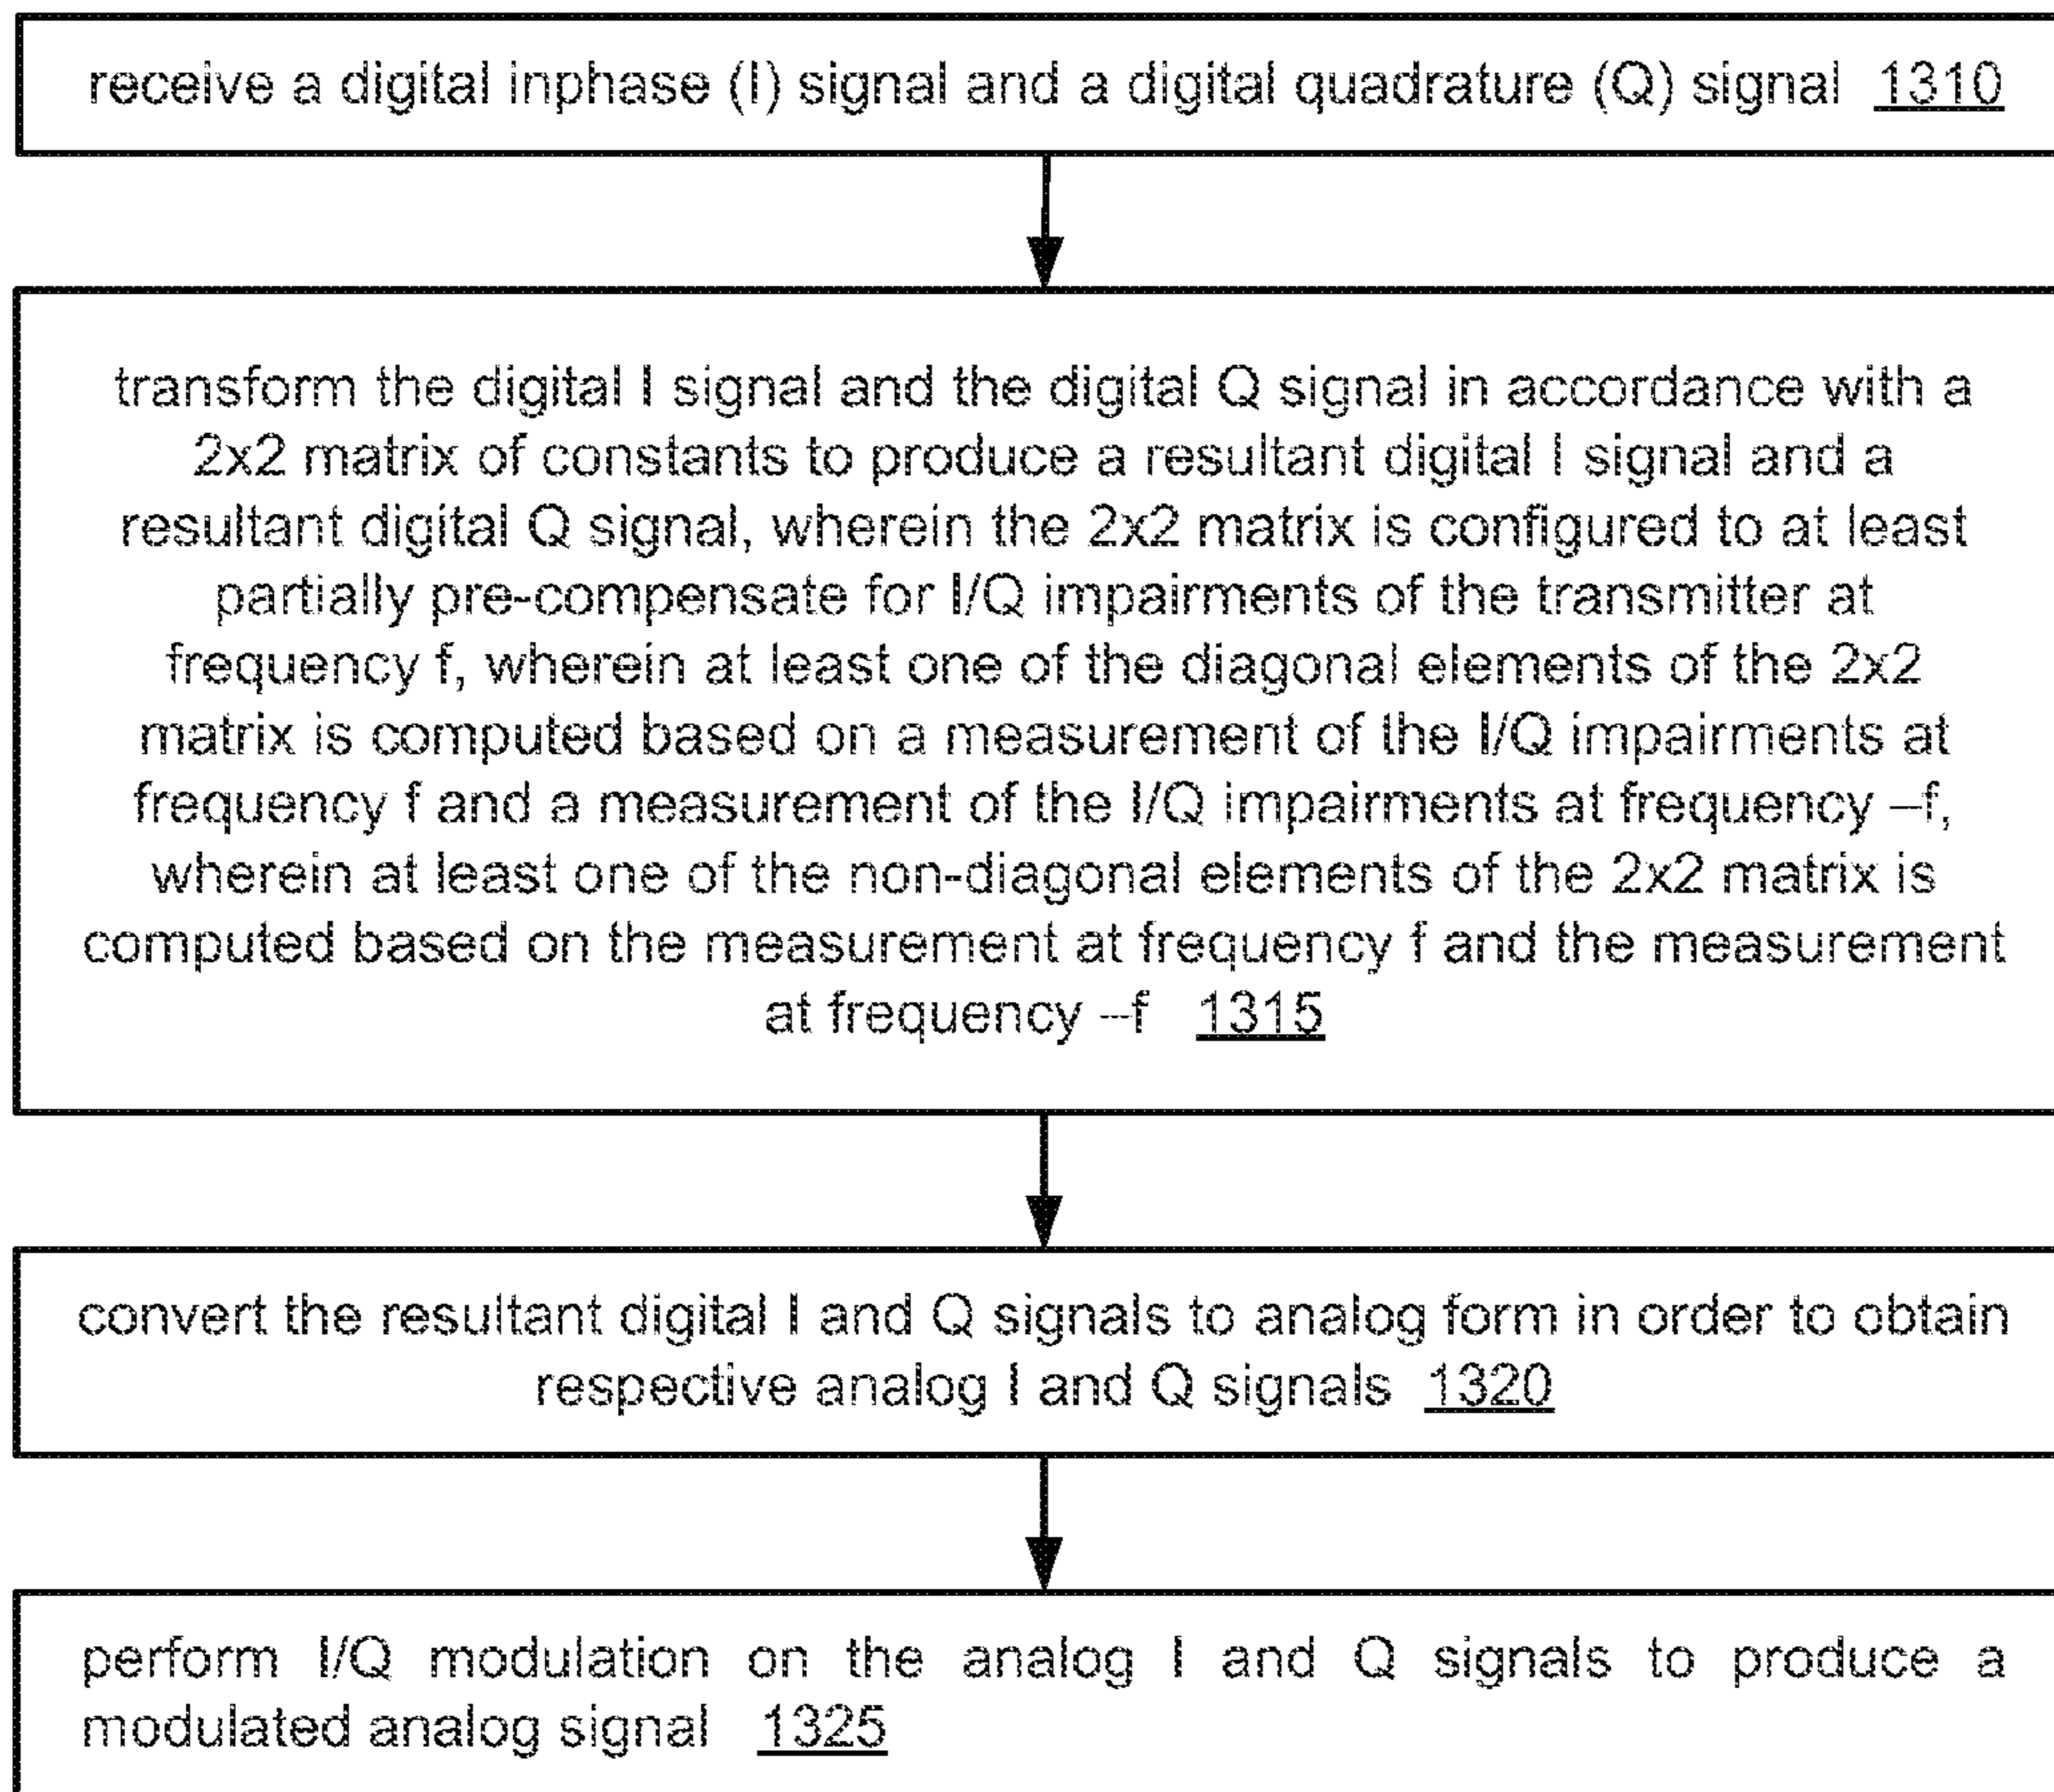 receive a digital inphase (I) signal and a digital quadrature (Q) signal 1310
transform the digital I signal and the digital Q signal in accordance with a
2x2 matrix of constants to produce a resultant digital I signal and a
resultant digital Q signal, wherein the 2x2 matrix is configured to at least
partially pre-compensate for I/Q impairments of the transmitter at
frequency f, wherein at least one of the diagonal elements of the 2x2
matrix is computed based on a measurement of the I/Q impairments at
frequency f and a measurement of the I/Q impairments at frequency –f,
wherein at least one of the non-diagonal elements of the 2x2 matrix is
computed based on the measurement at frequency f and the measurement
at frequency –f 1315
convert the resultant digital I and Q signals to analog form in order to obtain
respective analog I and Q signals 1320
perform I/Q modulation on the analog I and Q signals to produce a
modulated analog signal 1325